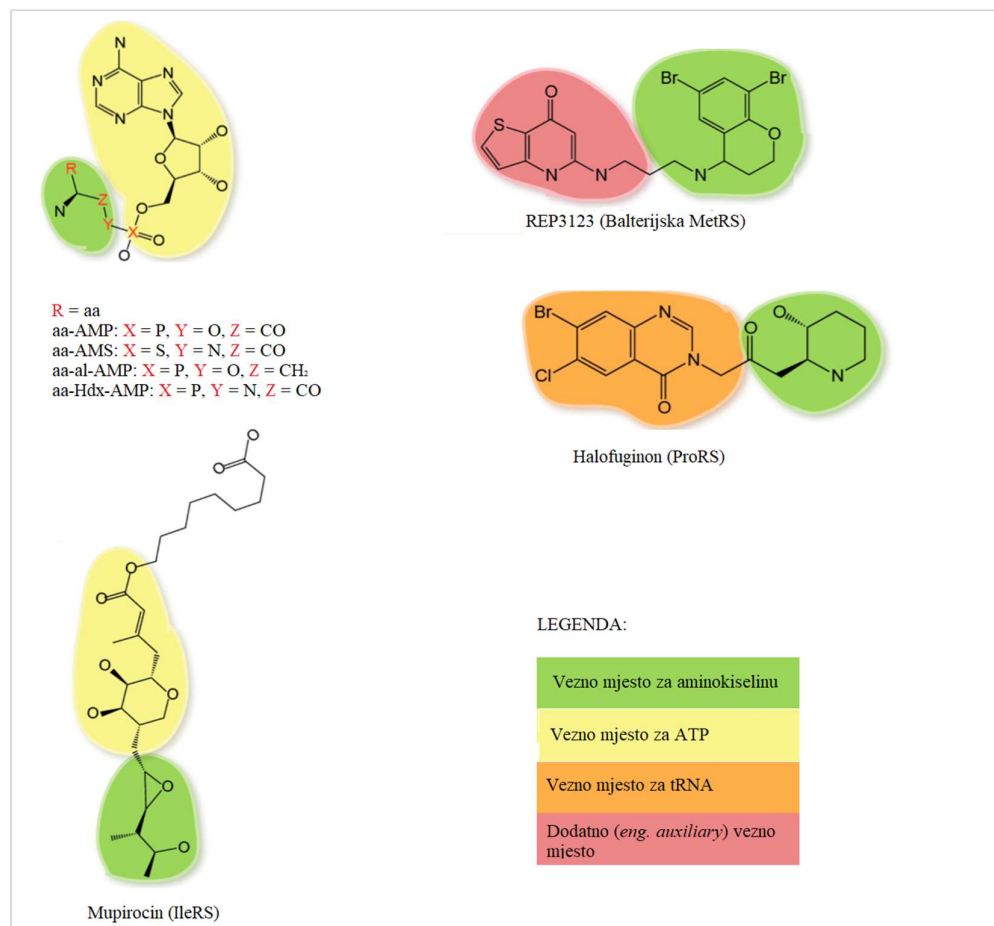 N
N
N
N
N
O
O
O
R
Z
N
Y
O
X
O
O
R = aa
aa-AMP: X = P, Y = O, Z = CO
aa-AMS: X = S, Y = N, Z = CO
aa-al-AMP: X = P, Y = O, Z = CH₂
aa-Hdx-AMP: X = P, Y = N, Z = CO
O
O
O
O
O
O
O
O
O
Mupirocin (IleRS)
Br
Br
O
S
O
N
N
N
REP3123 (Balterijska MetRS)
Br
N
O
O
Cl
N
N
O
Halofuginon (ProRS)
LEGENDA:
Vezno mjesto za aminokiselinu
Vezno mjesto za ATP
Vezno mjesto za tRNA
Dodatno (eng. auxiliary) vezno
mjesto